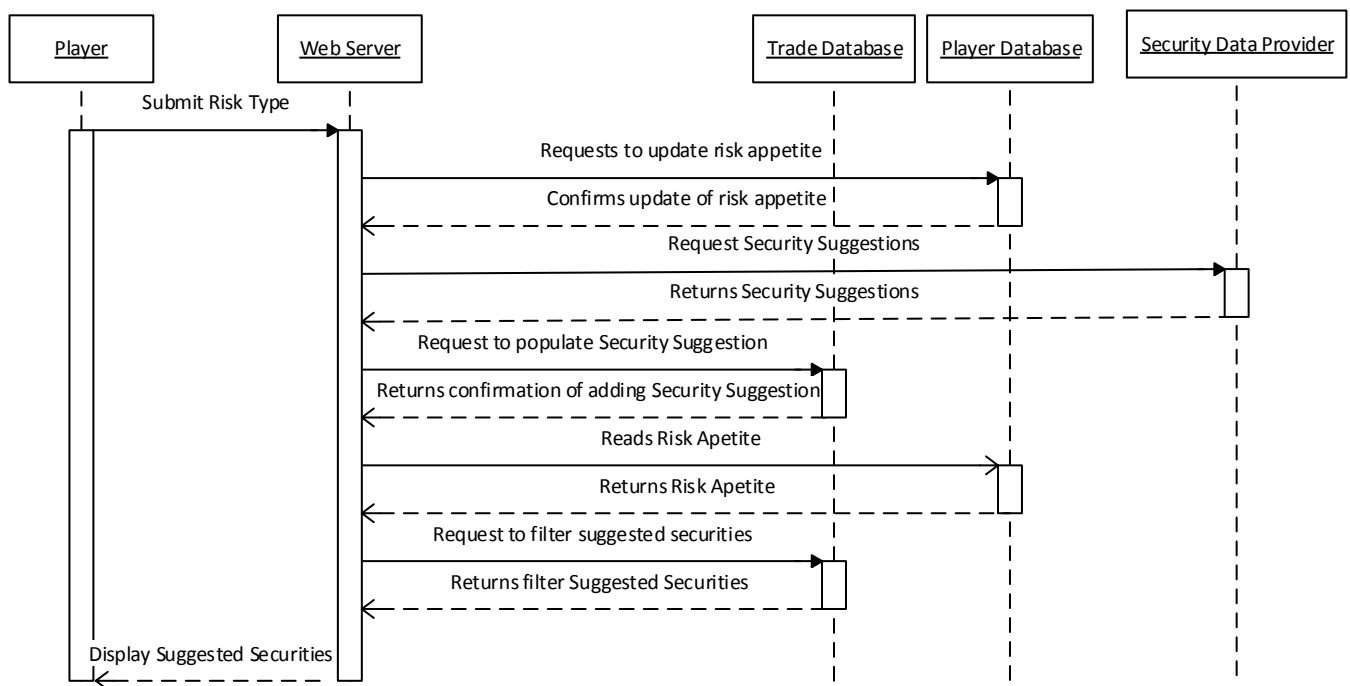 Player
Web Server
Trade Database
Player Database
Security Data Provider
Submit Risk Type
Requests to update risk appetite
Confirms update of risk appetite
Request Security Suggestions
Returns Security Suggestions
Request to populate Security Suggestion
Returns confirmation of adding Security Suggestion
Reads Risk Apetite
Returns Risk Apetite
Request to filter suggested securities
Returns filter Suggested Securities
Display Suggested Securities